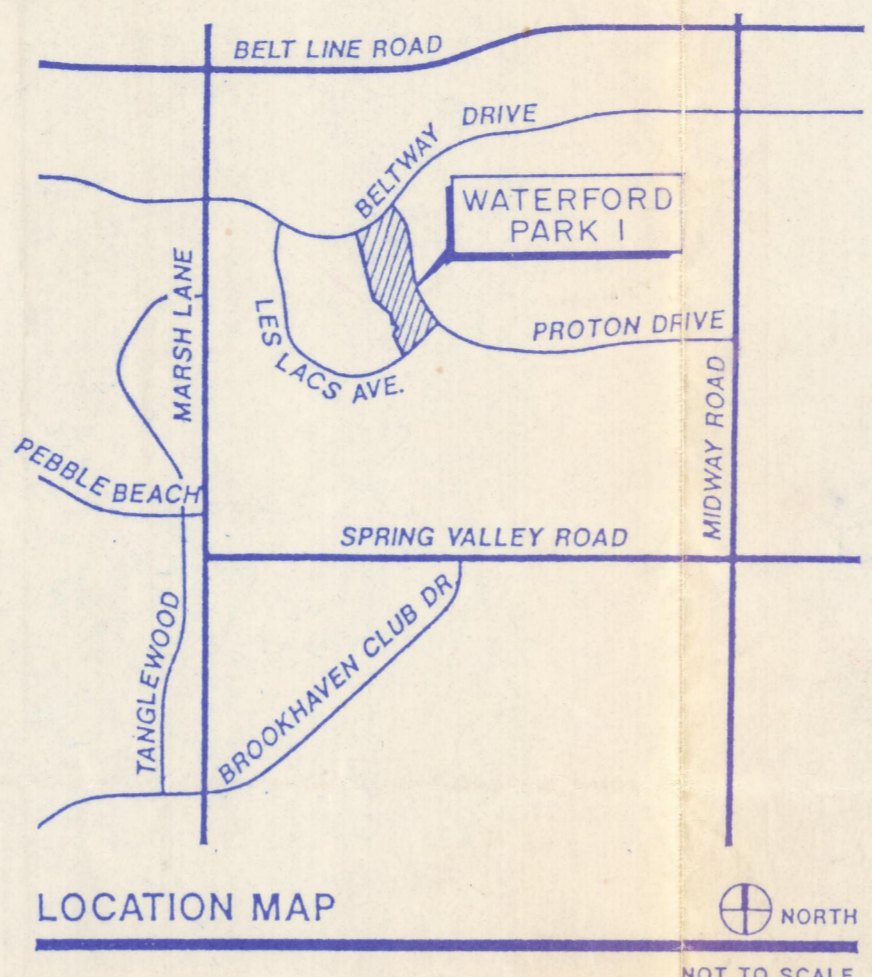 BELT LINE ROAD
BELTWAY DRIVE
WATERFORD
PARK I
MARSH LANE
LES LACS AVE.
PROTON DRIVE
MIDWAY ROAD
PEBBLE BEACH
SPRING VALLEY ROAD
TANGLEWOOD
BROOKHAVEN CLUB DR
LOCATION MAP
NORTH
NOT TO SCALE